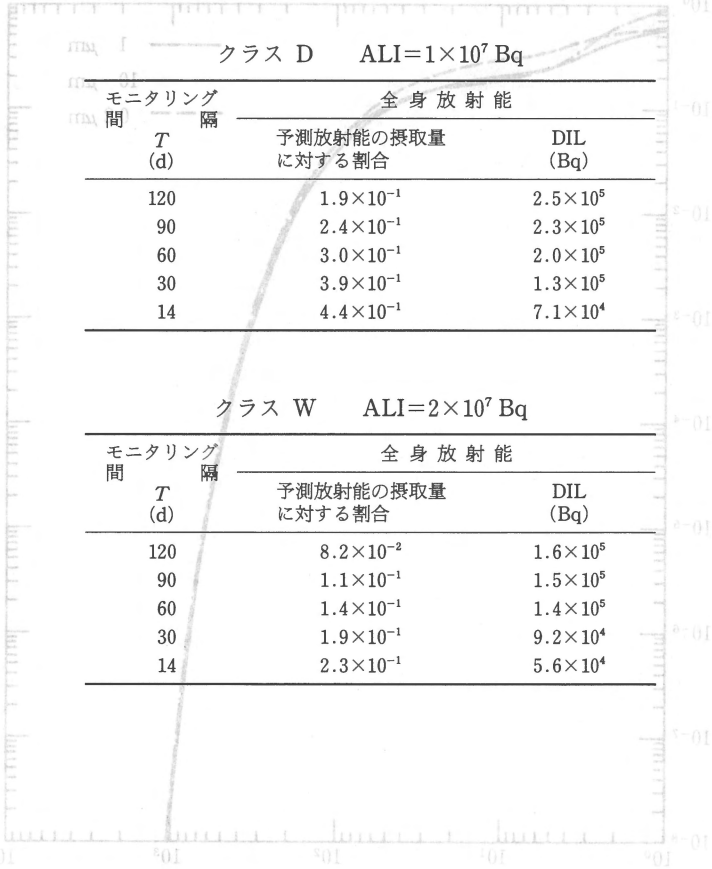 クラス D ALI=1×10⁷ Bq
モニタリング 全身放射能
間隔
T 予測放射能の摂取量 DIL
(d) に対する割合 (Bq)
120 1.9×10⁻¹ 2.5×10⁵
90 2.4×10⁻¹ 2.3×10⁵
60 3.0×10⁻¹ 2.0×10⁵
30 3.9×10⁻¹ 1.3×10⁵
14 4.4×10⁻¹ 7.1×10⁴
クラス W ALI=2×10⁷ Bq
モニタリング 全身放射能
間隔
T 予測放射能の摂取量 DIL
(d) に対する割合 (Bq)
120 8.2×10⁻² 1.6×10⁵
90 1.1×10⁻¹ 1.5×10⁵
60 1.4×10⁻¹ 1.4×10⁵
30 1.9×10⁻¹ 9.2×10⁴
14 2.3×10⁻¹ 5.6×10⁴